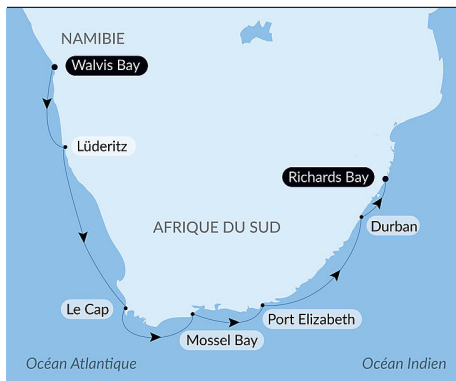 NAMIBIE
Walvis Bay
Lüderitz
Richards Bay
AFRIQUE DU SUD
Durban
Le Cap
Port Elizabeth
Mossel Bay
Océan Atlantique
Océan Indien